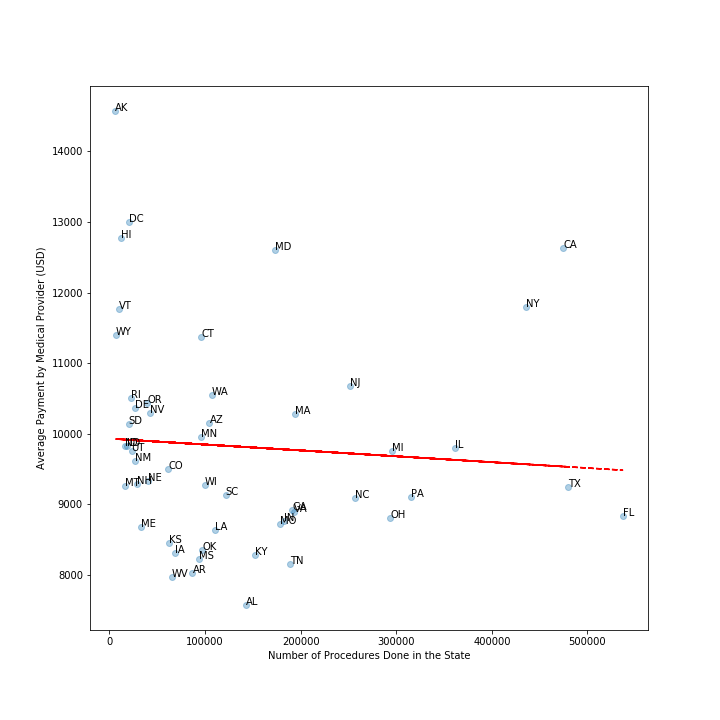 AK
14000
DC
HI
13000
MD
CA
12000
VT
NY
WY
CT
11000
NJ
RI
WA
OR
DE
NV
MA
SD
AZ
10000
MN
UT
MI
IL
NM
CO
MT
NH
NE
WI
TX
SC
NC
PA
9000
GA
VA
FL
OH
IN
MO
ME
LA
KS
OK
IA
MS
KY
TN
8000
WV
AR
AL
0
100000
200000
300000
400000
500000
Average Payment by Medical Provider (USD)
Number of Procedures Done in the State